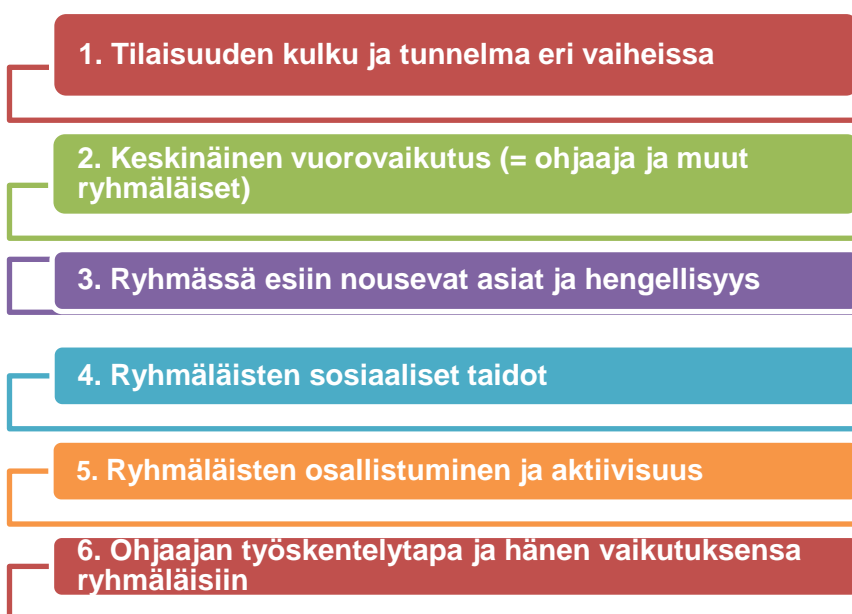 1. Tilaisuuden kulku ja tunnelma eri vaiheissa
2. Keskinäinen vuorovaikutus (= ohjaaja ja muut
ryhmäläiset)
3. Ryhmässä esiin nousevat asiat ja hengellisyys
4. Ryhmäläisten sosiaaliset taidot
5. Ryhmäläisten osallistuminen ja aktiivisuus
6. Ohjaajan työskentelytapa ja hänen vaikutuksensa
ryhmäläisiin